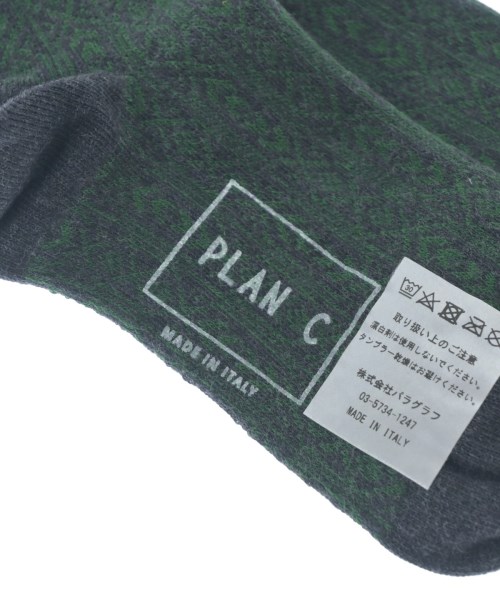 PLAN C
MADE IN ITALY
30
取り扱い上のご注意
蛋白剤は使用しないでください。
タンブラー乾燥はお避けください。
株式会社パラグラフ
03-5734-1247
MADE IN ITALY